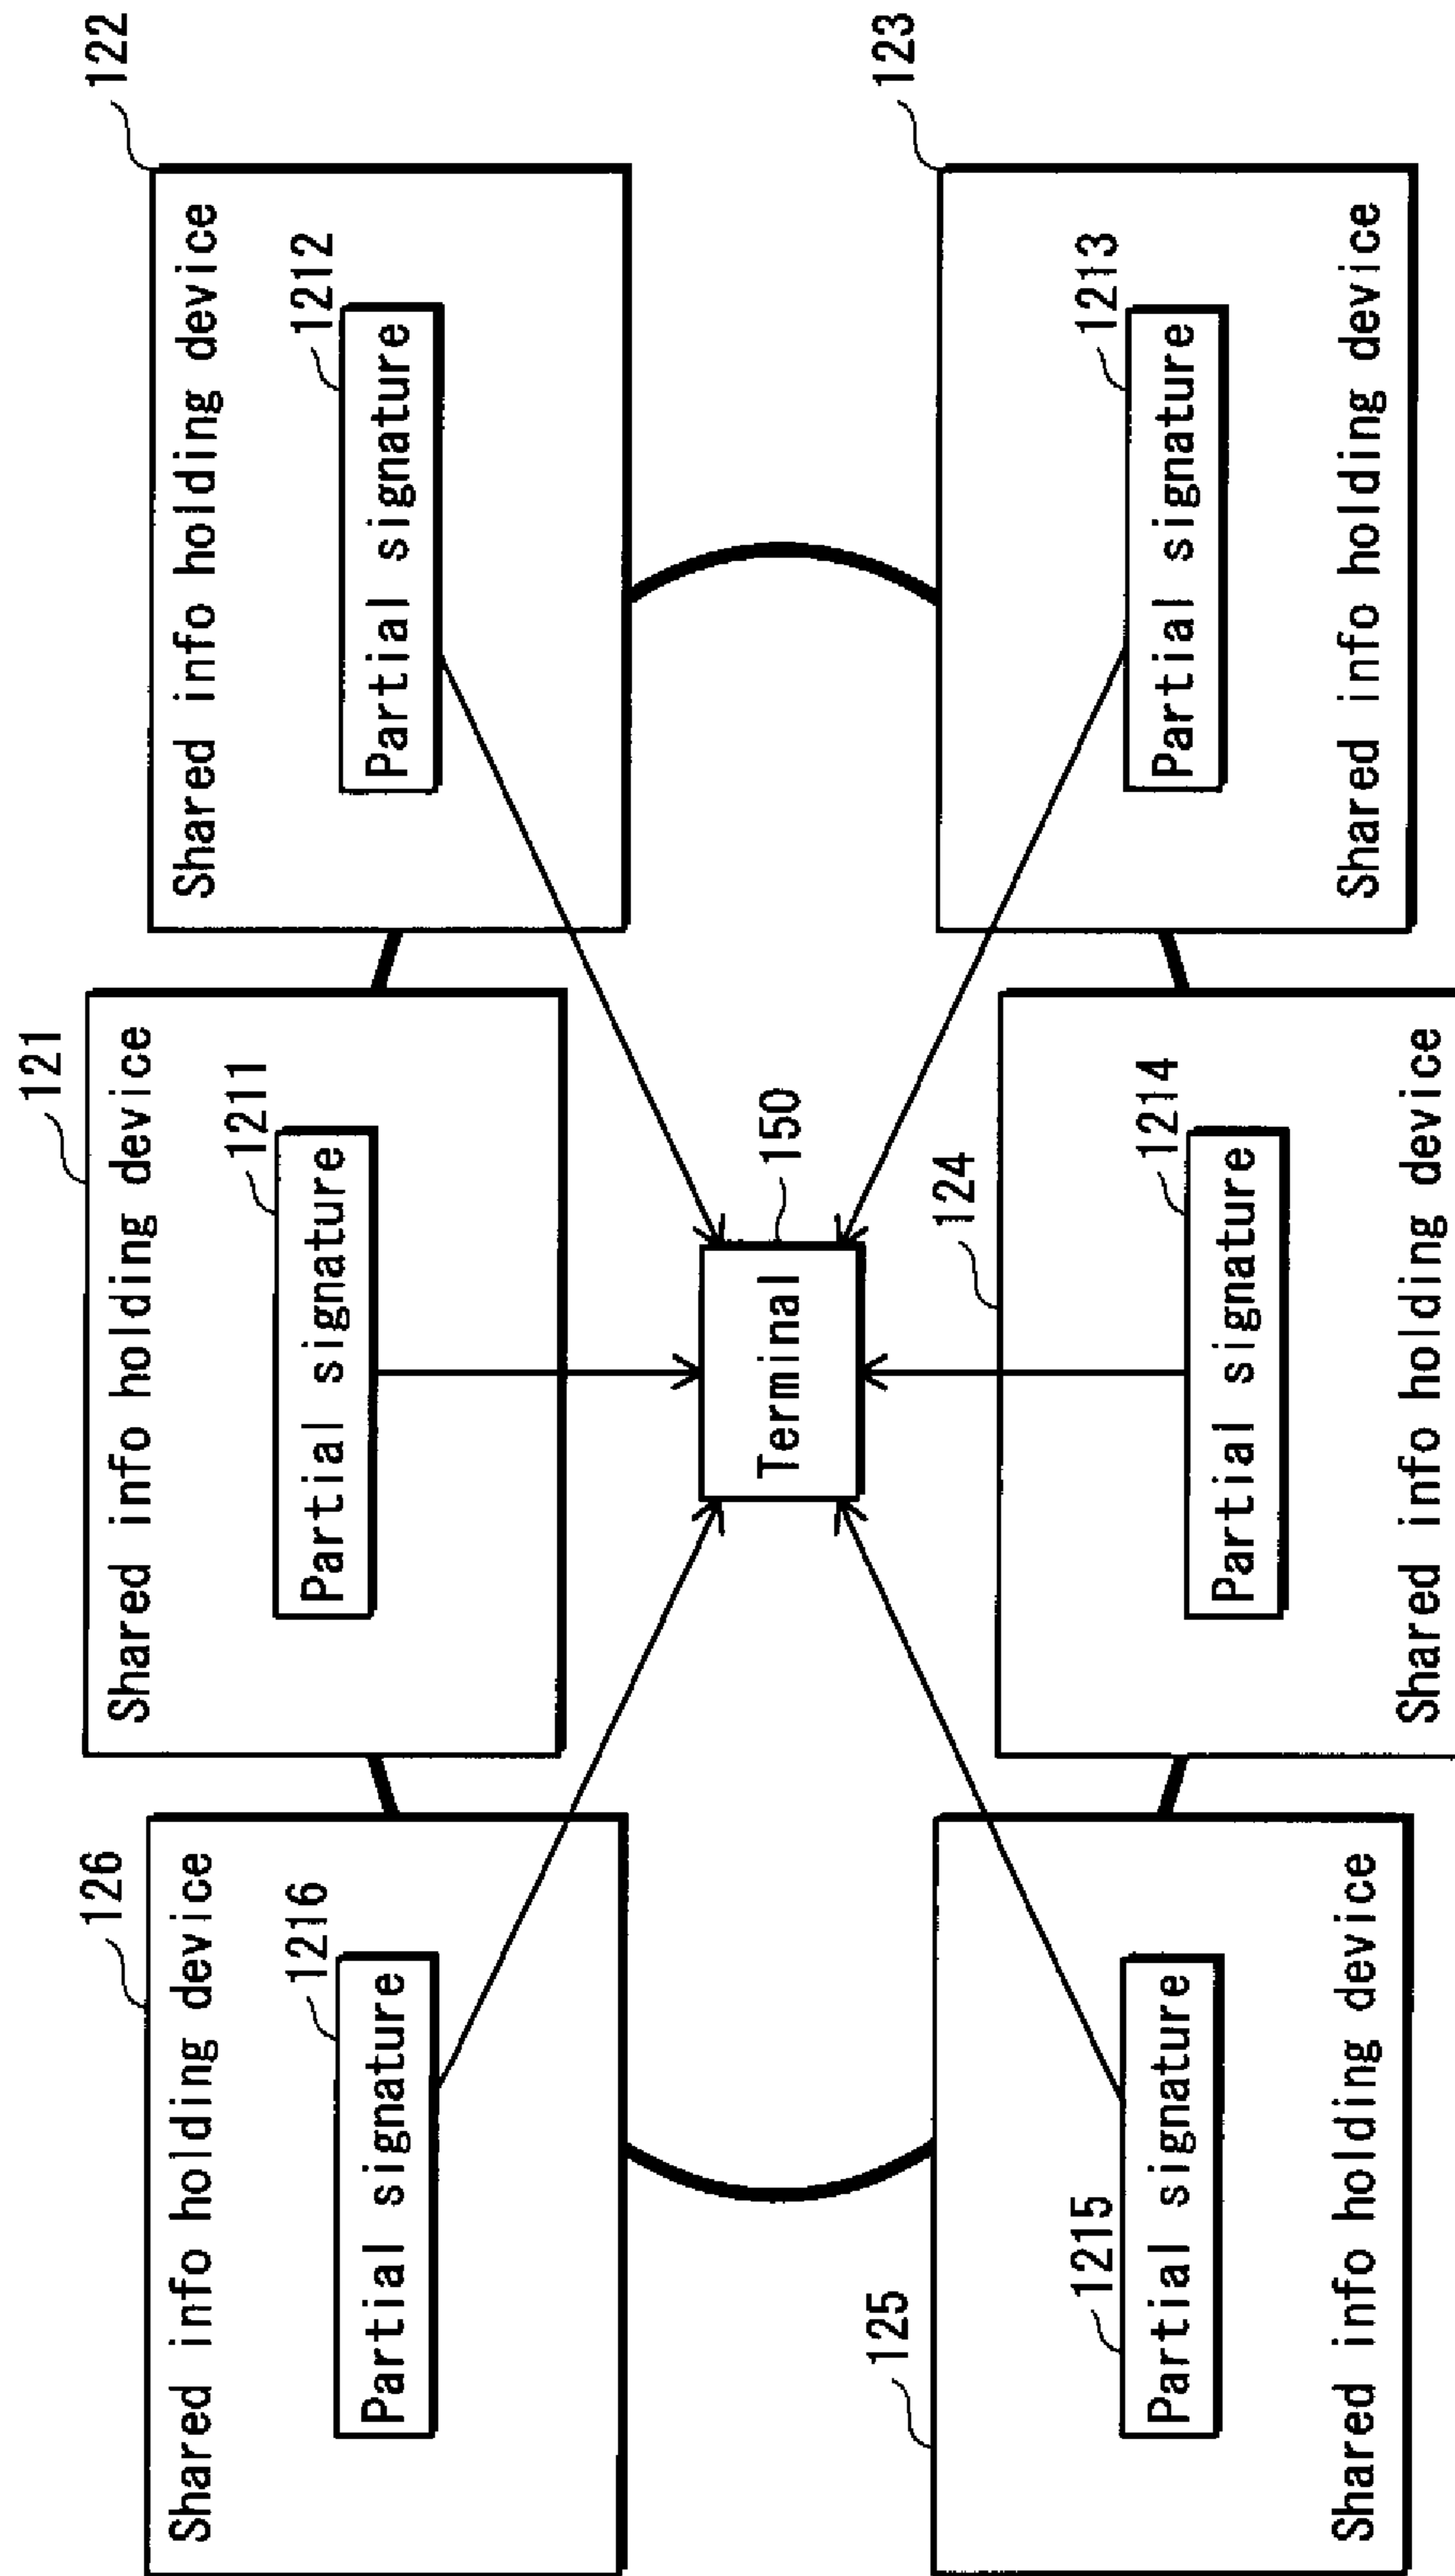 121
126
122
Shared info holding device
1216
Partial signature
Shared info holding device
1211
Partial signature
Shared info holding device
1212
Partial signature
Terminal
150
125
124
123
1215
Partial signature
Shared info holding device
1214
Partial signature
Shared info holding device
1213
Partial signature
Shared info holding device